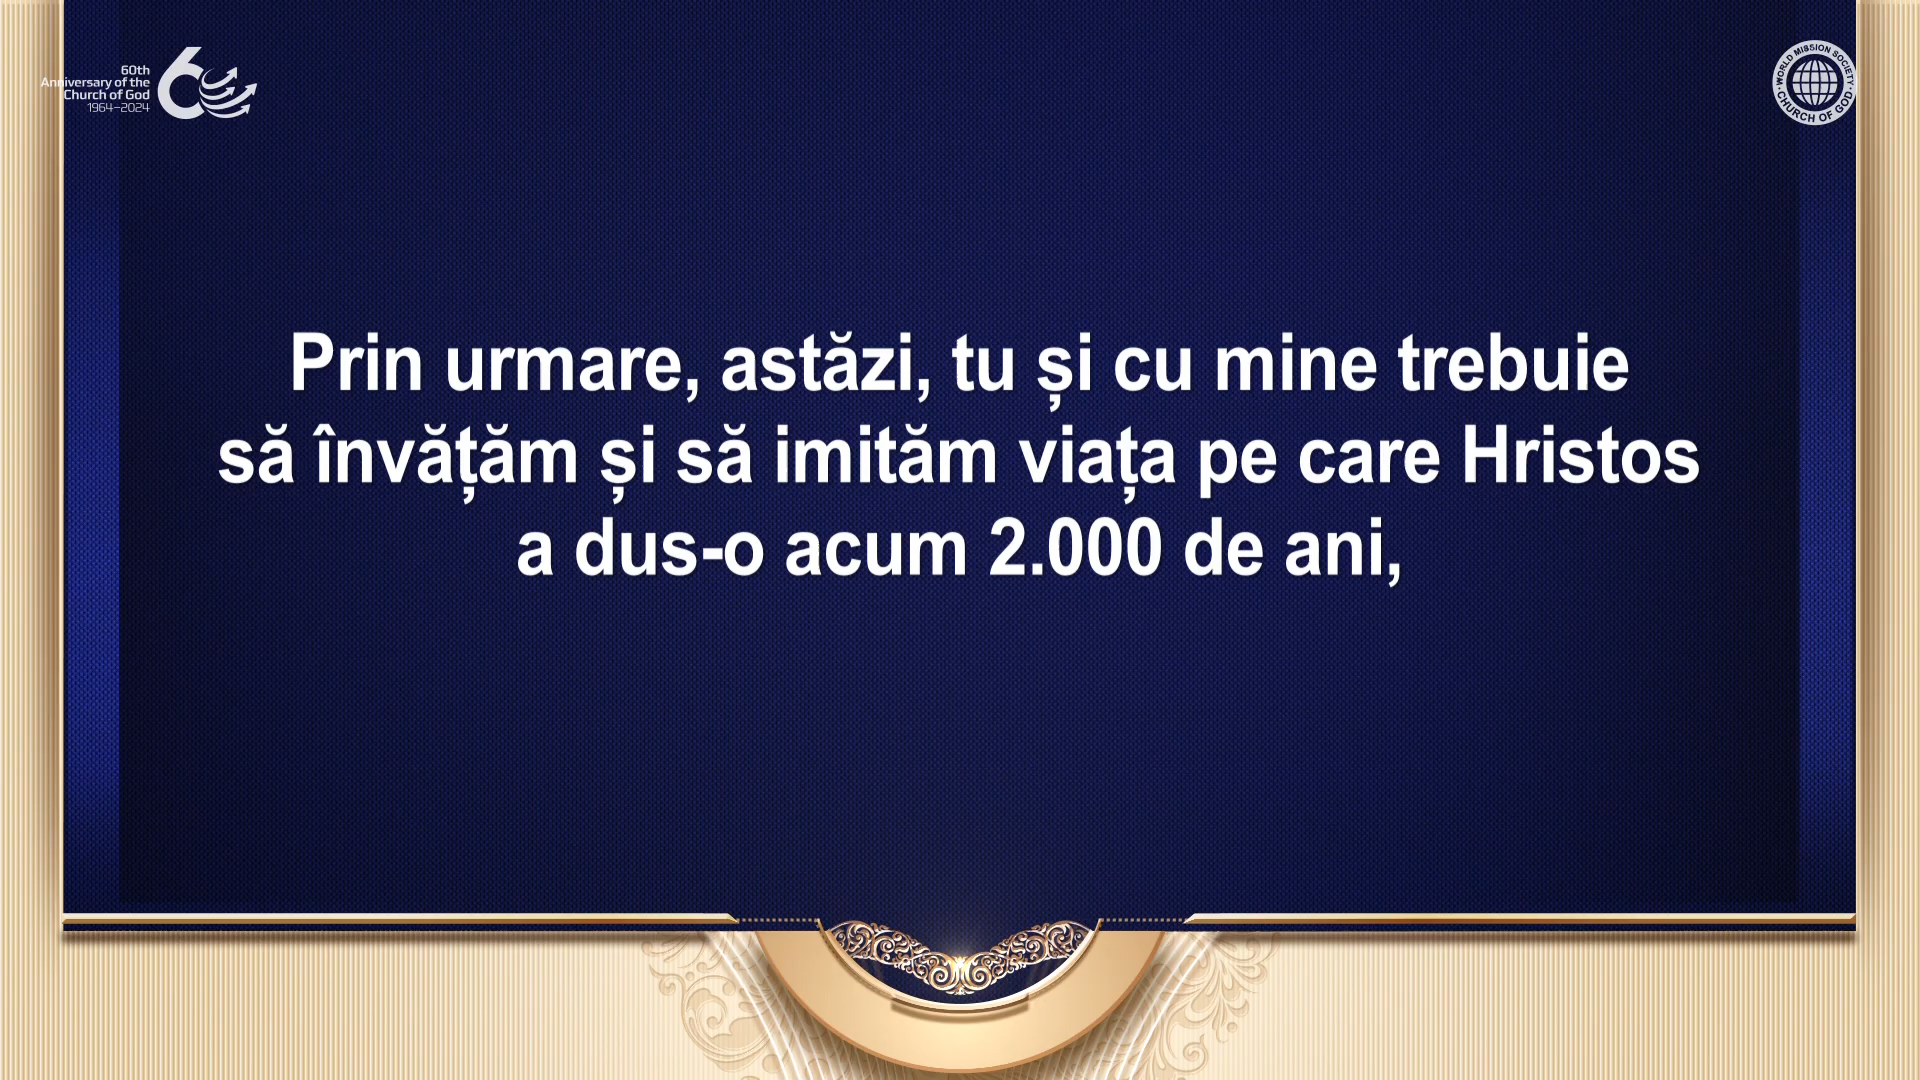 60th
Anniversary of the
Church of God
1964–2024
60
WORLD MISSION SOCIETY
CHURCH OF GOD
Prin urmare, astăzi, tu și cu mine trebuie
să învățăm și să imităm viața pe care Hristos
a dus-o acum 2.000 de ani,